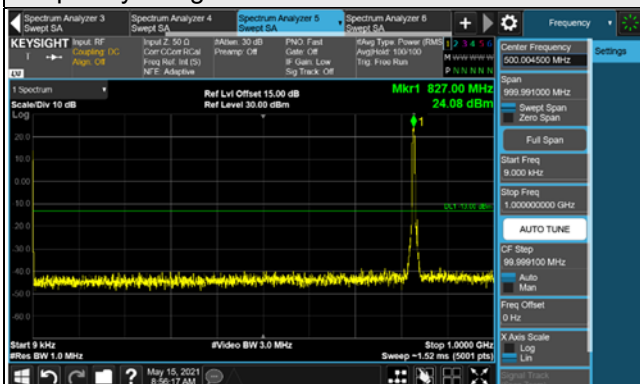 Spectrum Analyzer 3
Swept SA
Spectrum Analyzer 4
Swept SA
Spectrum Analyzer 5
Swept SA
Spectrum Analyzer 6
Swept SA
+
Frequency
KEYSIGHT
Input: RF
Coupling: DC
Align: Off
Input Z: 50 Ω
Corr CCorr RCal
Freq Ref: Int (S)
NFE: Adaptive
#Atten: 30 dB
Preamp: Off
PNO: Fast
Gate: Off
IF Gain: Low
Sig Track: Off
#Avg Type: Power (RMS
Avg|Hold: 100/100
Trig: Free Run
1 2 3 4 5 6
M W W W W W
P N N N N N
LXI
1 Spectrum
Scale/Div 10 dB
Log
Ref Lvl Offset 15.00 dB
Ref Level 30.00 dBm
Mkr1 827.00 MHz
24.08 dBm
1
20.0
10.0
0.00
-10.0
-20.0
-30.0
-40.0
-50.0
-60.0
DL1 -13.00 dBm
Start 9 kHz
#Res BW 1.0 MHz
#Video BW 3.0 MHz
Stop 1.0000 GHz
Sweep ~1.52 ms (5001 pts)
Center Frequency
500.004500 MHz
Settings
Span
999.991000 MHz
Swept Span
Zero Span
Full Span
Start Freq
9.000 kHz
Stop Freq
1.000000000 GHz
AUTO TUNE
CF Step
99.999100 MHz
Auto
Man
Freq Offset
0 Hz
X Axis Scale
Log
Lin
Signal Track
?
May 15, 2021
8:56:17 AM